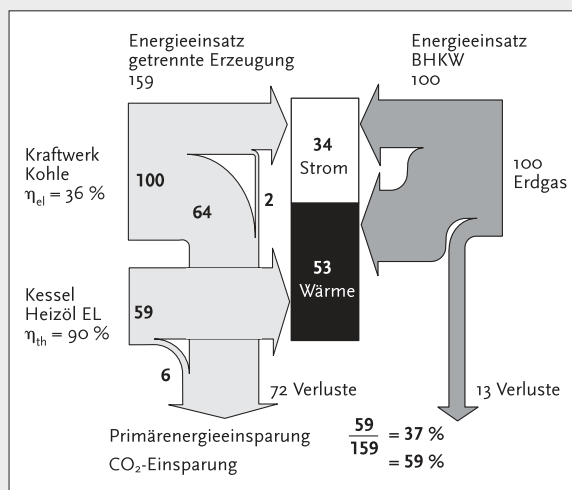 Energieeinsatz
getrennte Erzeugung
159
Energieeinsatz
BHKW
100
Kraftwerk
Kohle
ηel = 36 %
100
64
2
34
Strom
100
Erdgas
53
Wärme
Kessel
Heizöl EL
ηth = 90 %
59
6
72 Verluste
13 Verluste
Primärenergieeinsparung
59
159
= 37 %
CO₂-Einsparung
= 59 %